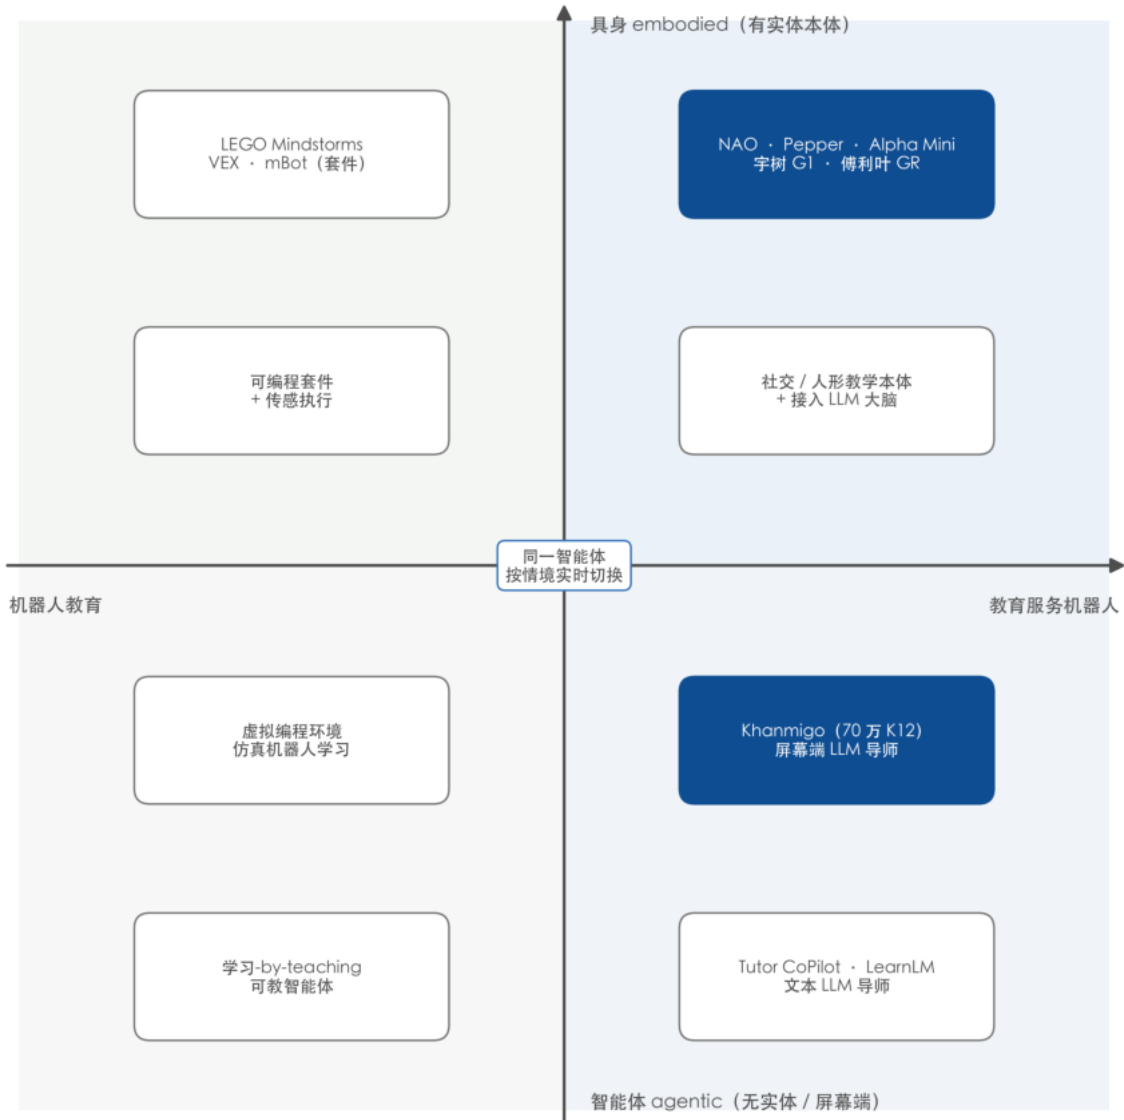 具身 embodied（有实体本体）
LEGO Mindstorms
VEX · mBot（套件）
NAO · Pepper · Alpha Mini
宇树 G1 · 傅利叶 GR
可编程套件
+ 传感执行
社交 / 人形教学本体
+ 接入 LLM 大脑
同一智能体
按情境实时切换
机器人教育
教育服务机器人
虚拟编程环境
仿真机器人学习
Khanmigo（70 万 K12）
屏幕端 LLM 导师
学习-by-teaching
可教智能体
Tutor CoPilot · LearnLM
文本 LLM 导师
智能体 agentic（无实体 / 屏幕端）